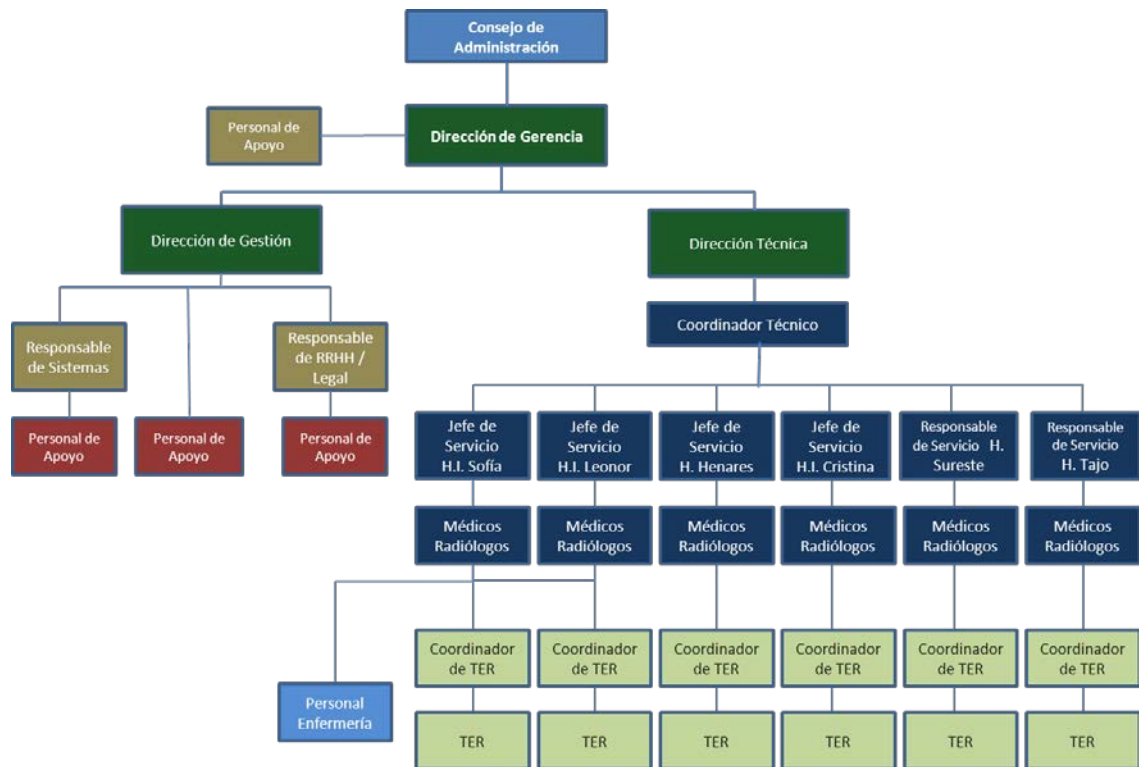 Consejo de
Administración
Personal de
Apoyo
Dirección de Gerencia
Dirección de Gestión
Dirección Técnica
Coordinador Técnico
Responsable
de Sistemas
Responsable
de RRHH /
Legal
Personal de
Apoyo
Personal de
Apoyo
Personal de
Apoyo
Jefe de
Servicio
H.I. Sofía
Jefe de
Servicio
H.I. Leonor
Jefe de
Servicio
H. Henares
Jefe de
Servicio
H.I. Cristina
Responsable
de Servicio H.
Sureste
Responsable
de Servicio
H. Tajo
Médicos
Radiólogos
Médicos
Radiólogos
Médicos
Radiólogos
Médicos
Radiólogos
Médicos
Radiólogos
Médicos
Radiólogos
Coordinador
de TER
Coordinador
de TER
Coordinador
de TER
Coordinador
de TER
Coordinador
de TER
Coordinador
de TER
Personal
Enfermería
TER
TER
TER
TER
TER
TER